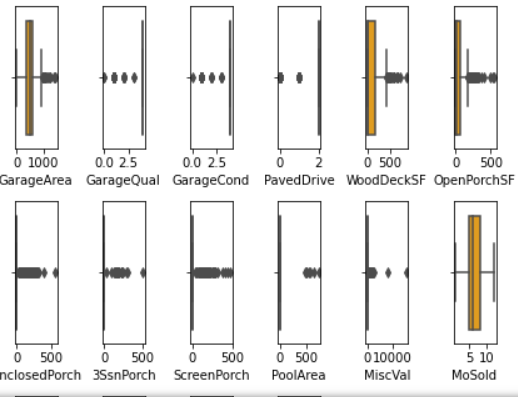 0 1000 0.0 2.5 0.0 2.5 0 2 0 500 0 500
GarageArea GarageQual GarageCond PavedDrive WoodDeckSF OpenPorchSF
0 500 0 500 0 500 0 500 0 10000 5 10
nclosedPorch 3SsnPorch ScreenPorch PoolArea MiscVal MoSold